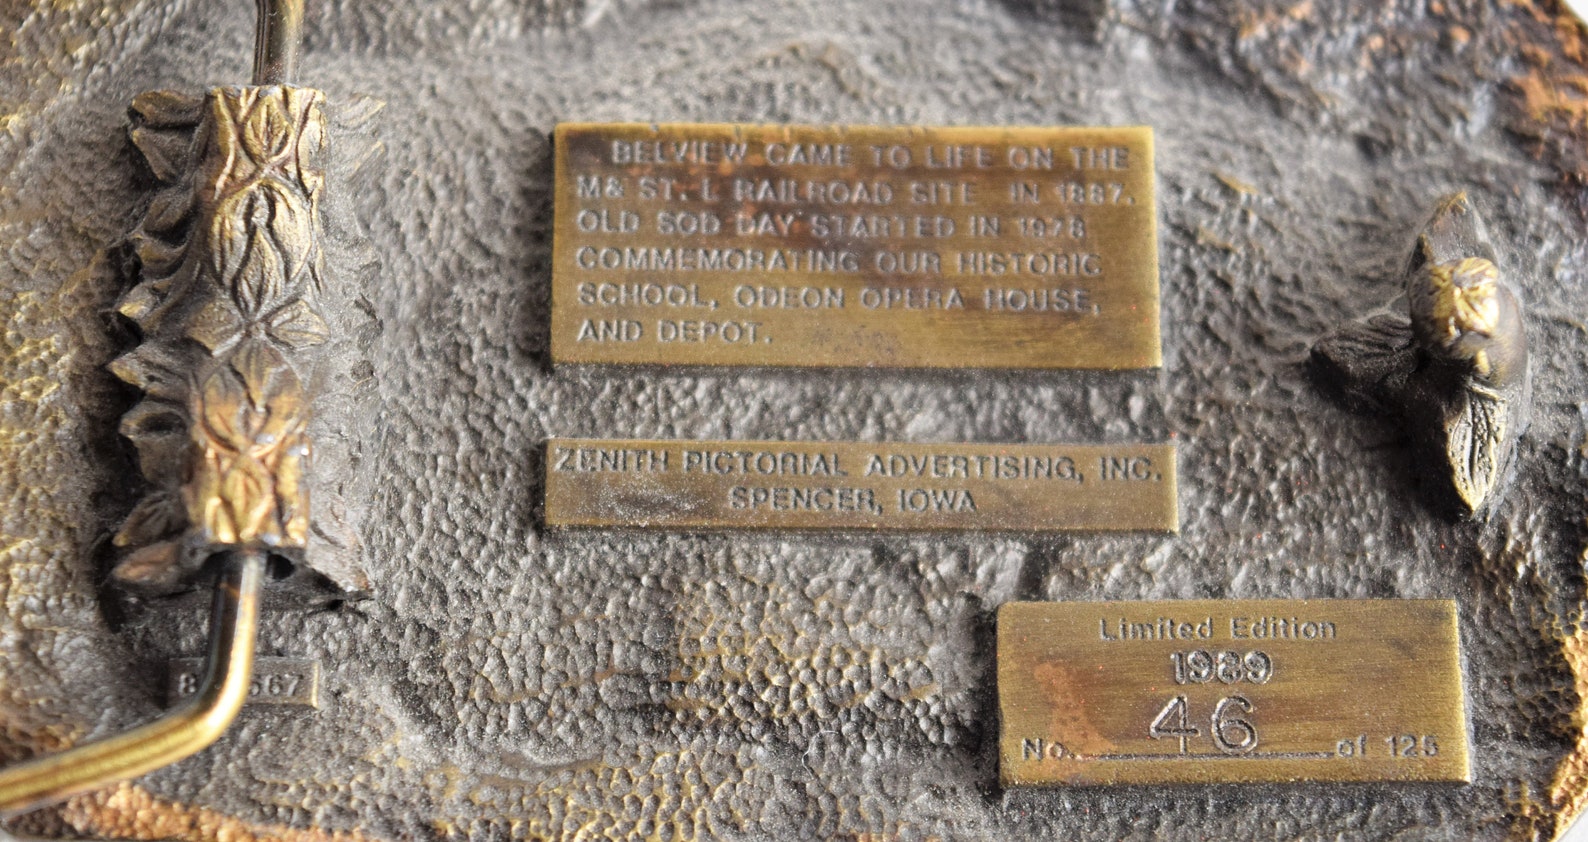 BELVIEW CAME TO LIFE ON THE
M& ST. L RAILROAD SITE IN 1887.
OLD SOD DAY STARTED IN 1978
COMMEMORATING OUR HISTORIC
SCHOOL, ODEON OPERA HOUSE,
AND DEPOT.
ZENITH PICTORIAL ADVERTISING, INC.
SPENCER, IOWA
Limited Edition
1989
No. 46 of 125